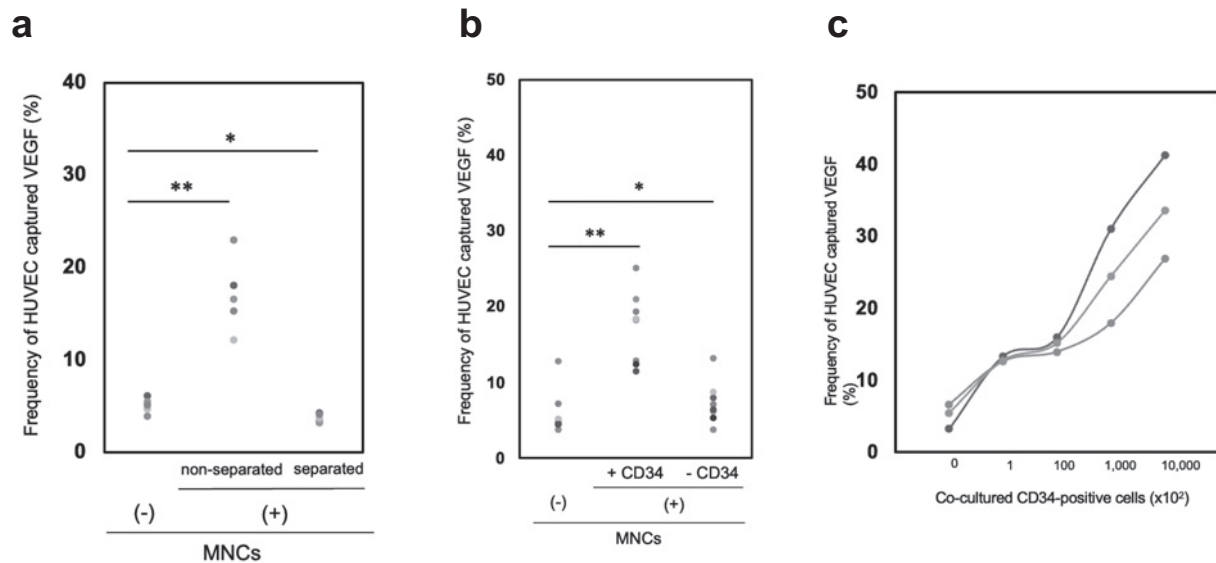 a
b
c
Frequency of HUVEC captured VEGF (%)
40
30
20
10
0
*
**
non-separated separated
(-) (+)
MNCs
Frequency of HUVEC captured VEGF (%)
50
40
30
20
10
0
*
**
+ CD34 - CD34
(-) (+)
MNCs
Frequency of HUVEC captured VEGF
(%)
50
40
30
20
10
0
0 1 100 1,000 10,000
Co-cultured CD34-positive cells (x10²)